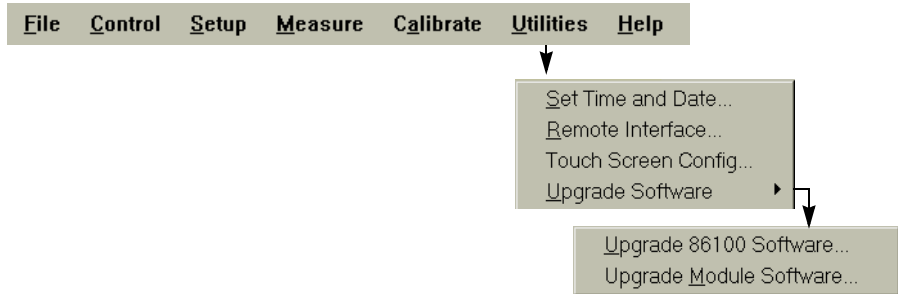 File Control Setup Measure Calibrate Utilities Help
Set Time and Date...
Remote Interface...
Touch Screen Config...
Upgrade Software
Upgrade 86100 Software...
Upgrade Module Software...